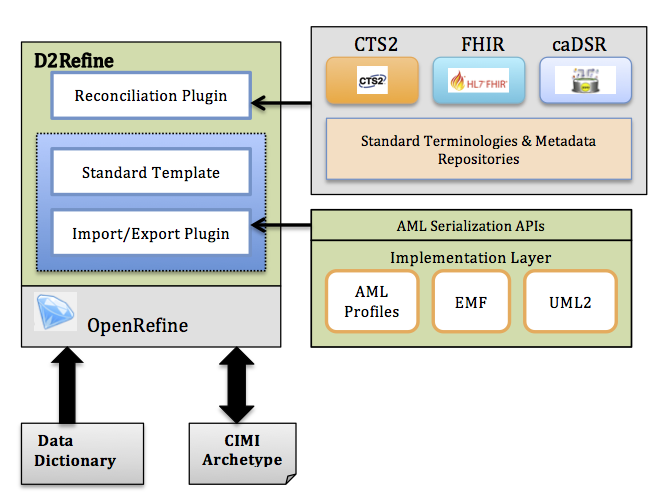 D2Refine
Reconciliation Plugin
Standard Template
Import/Export Plugin
OpenRefine
CTS2
FHIR
caDSR
CTS2
HL7 FHIR
Standard Terminologies & Metadata
Repositories
AML Serialization APIs
Implementation Layer
AML
Profiles
EMF
UML2
Data
Dictionary
CIMI
Archetype